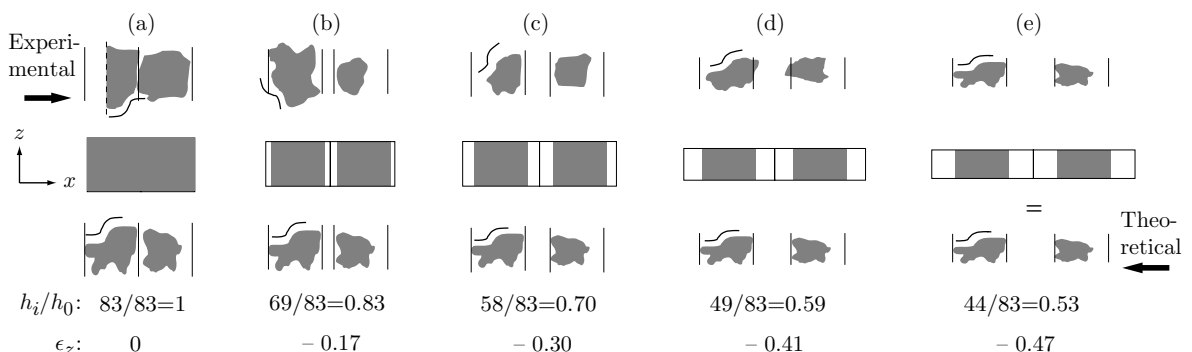 (a) (b) (c) (d) (e)
Experi-
mental
z
x
=
Theo-
retical
h_i/h_0: 83/83=1 69/83=0.83 58/83=0.70 49/83=0.59 44/83=0.53
ϵ_z: 0 – 0.17 – 0.30 – 0.41 – 0.47